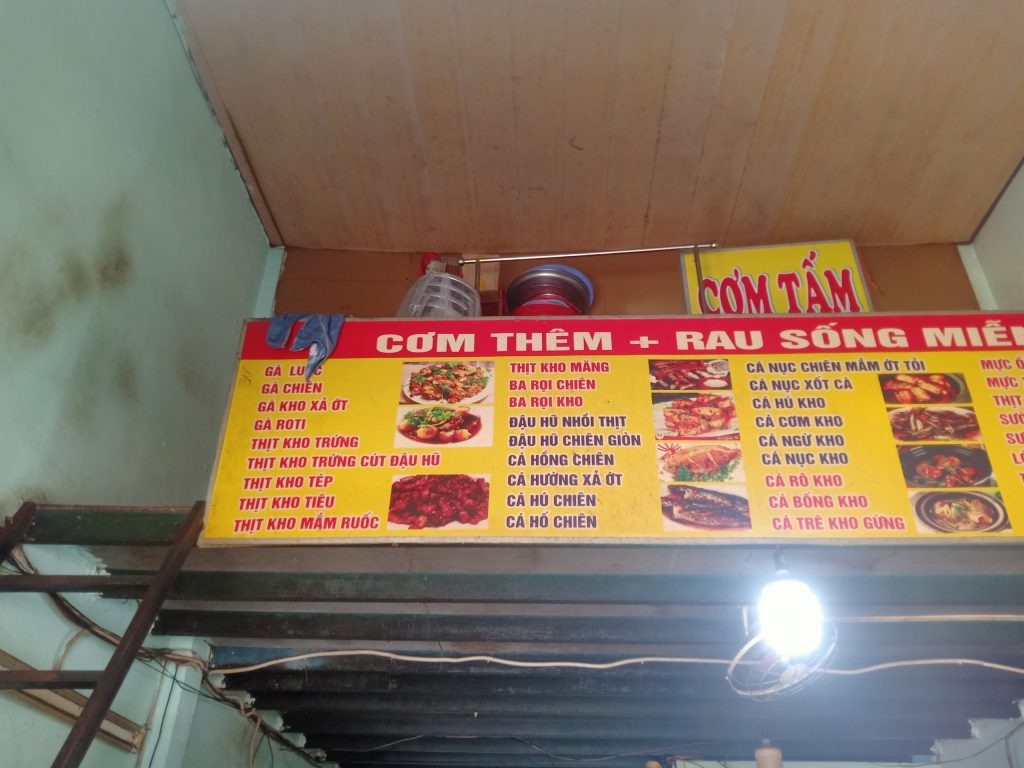 CƠM TẤM
CƠM THÊM + RAU SỐNG MIỄN
GÀ
GÀ CHIÊN
GÀ KHO XẢ ỚT
GÀ ROTI
THỊT KHO TRỨNG
THỊT KHO TRỨNG CÚT ĐẬU HŨ
THỊT KHO TÉP
THỊT KHO TIÊU
THỊT KHO MẮM RUỐC
THỊT KHO MĂNG
BA RỌI CHIÊN
BA RỌI KHO
ĐẬU HŨ NHỒI THỊT
ĐẬU HŨ CHIÊN GIÒN
CÁ HỒNG CHIÊN
CÁ HƯỜNG XẢ ỚT
CÁ HÚ CHIÊN
CÁ HỐ CHIÊN
CÁ NỤC CHIÊN MẮM ỚT TỎI
CÁ NỤC XỐT CÀ
CÁ HÚ KHO
CÁ CƠM KHO
CÁ NGỪ KHO
CÁ NỤC KHO
CÁ RÔ KHO
CÁ BỐNG KHO
CÁ TRÊ KHO GỪNG
MỰC
MỰC
THỊT